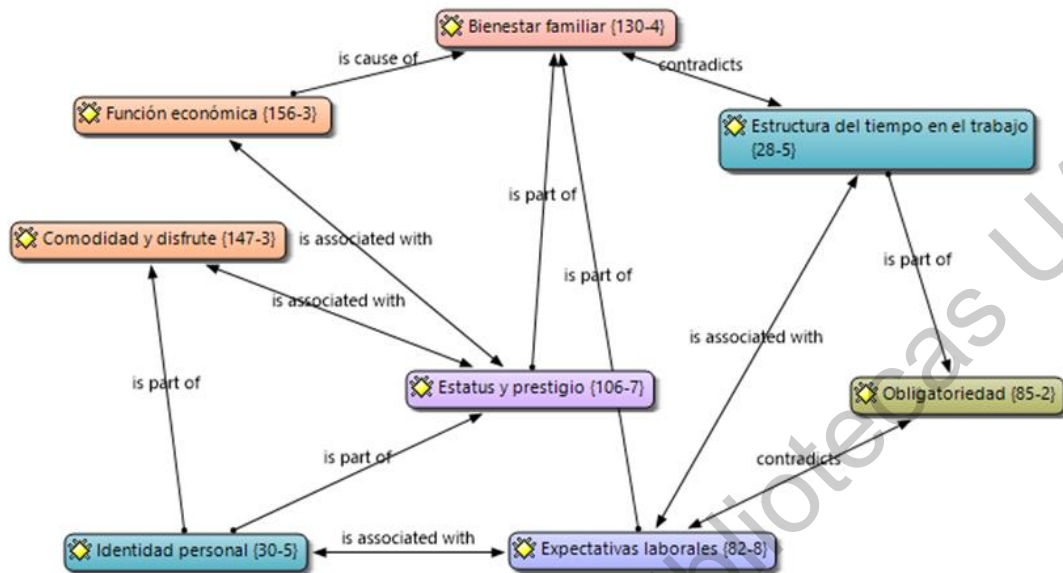 Bienestar familiar {130-4}
is cause of
contradicts
Función económica {156-3}
Estructura del tiempo en el trabajo
{28-5}
is part of
Comodidad y disfrute {147-3}
is associated with
is part of
is part of
is associated with
is associated with
is part of
Estatus y prestigio {106-7}
Obligatoriedad {85-2}
is part of
contradicts
is associated with
Identidad personal {30-5}
Expectativas laborales {82-8}